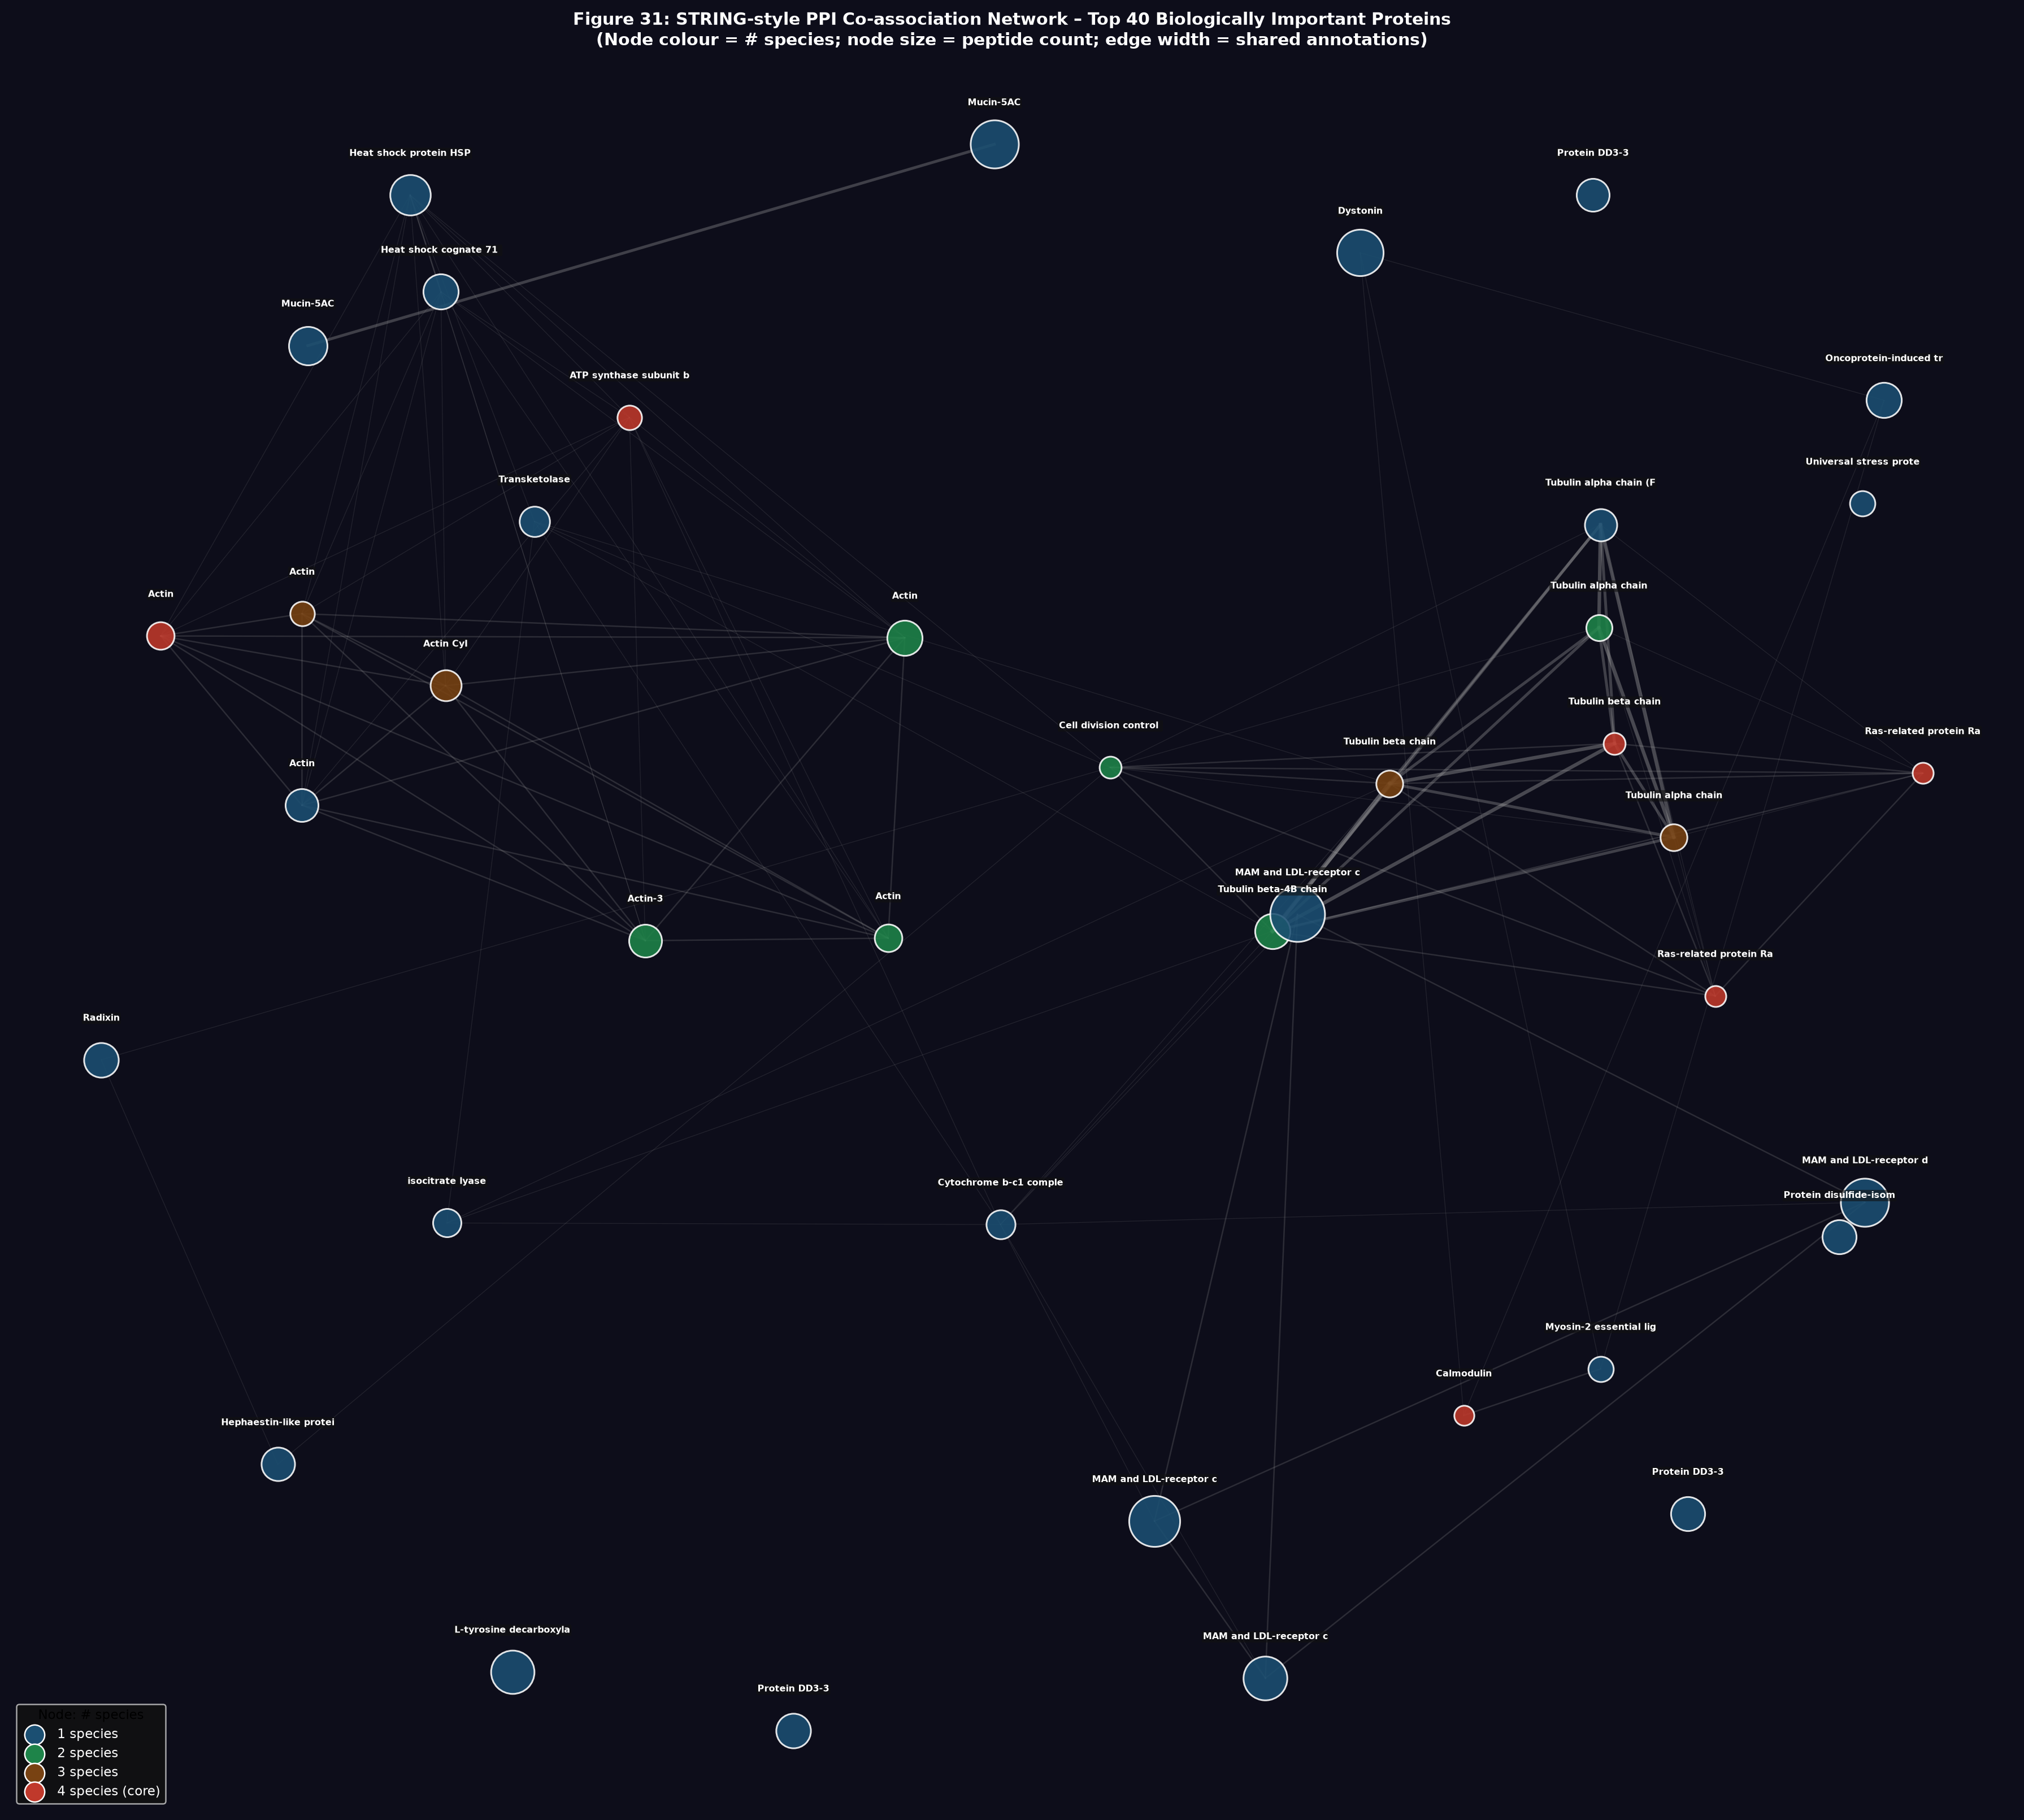 Figure 31: STRING-style PPI Co-association Network – Top 40 Biologically Important Proteins
(Node colour = # species; node size = peptide count; edge width = shared annotations)
Mucin-5AC
Heat shock protein HSP
Protein DD3-3
Dystonin
Heat shock cognate 71
Mucin-5AC
Oncoprotein-induced tr
ATP synthase subunit b
Universal stress prote
Transketolase
Tubulin alpha chain (F
Actin
Tubulin alpha chain
Actin
Actin
Actin Cyl
Tubulin beta chain
Cell division control
Ras-related protein Ra
Tubulin beta chain
Actin
Tubulin alpha chain
MAM and LDL-receptor c
Tubulin beta-4B chain
Actin
Actin-3
Ras-related protein Ra
Radixin
MAM and LDL-receptor d
isocitrate lyase
Cytochrome b-c1 comple
Protein disulfide-isom
Myosin-2 essential lig
Calmodulin
Hephaestin-like protei
Protein DD3-3
MAM and LDL-receptor c
L-tyrosine decarboxyla
MAM and LDL-receptor c
Protein DD3-3
Node: # species
1 species
2 species
3 species
4 species (core)